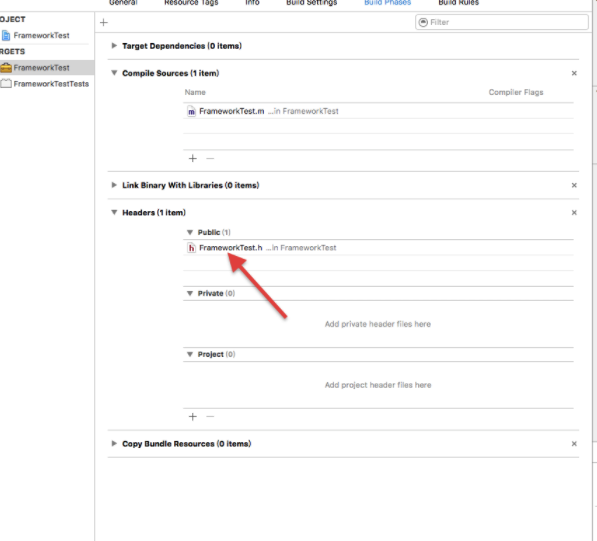 General Resource Tags Info Build Settings Build Phases Build Rules
OJECT
+ Filter
FrameworkTest
RGETS
Target Dependencies (0 items)
FrameworkTest
Compile Sources (1 item) ×
FrameworkTestTests
Name Compiler Flags
m FrameworkTest.m ...in FrameworkTest
+ −
Link Binary With Libraries (0 items) ×
Headers (1 item) ×
Public (1)
h FrameworkTest.h ...in FrameworkTest
Private (0)
Add private header files here
Project (0)
Add project header files here
+ −
Copy Bundle Resources (0 items) ×